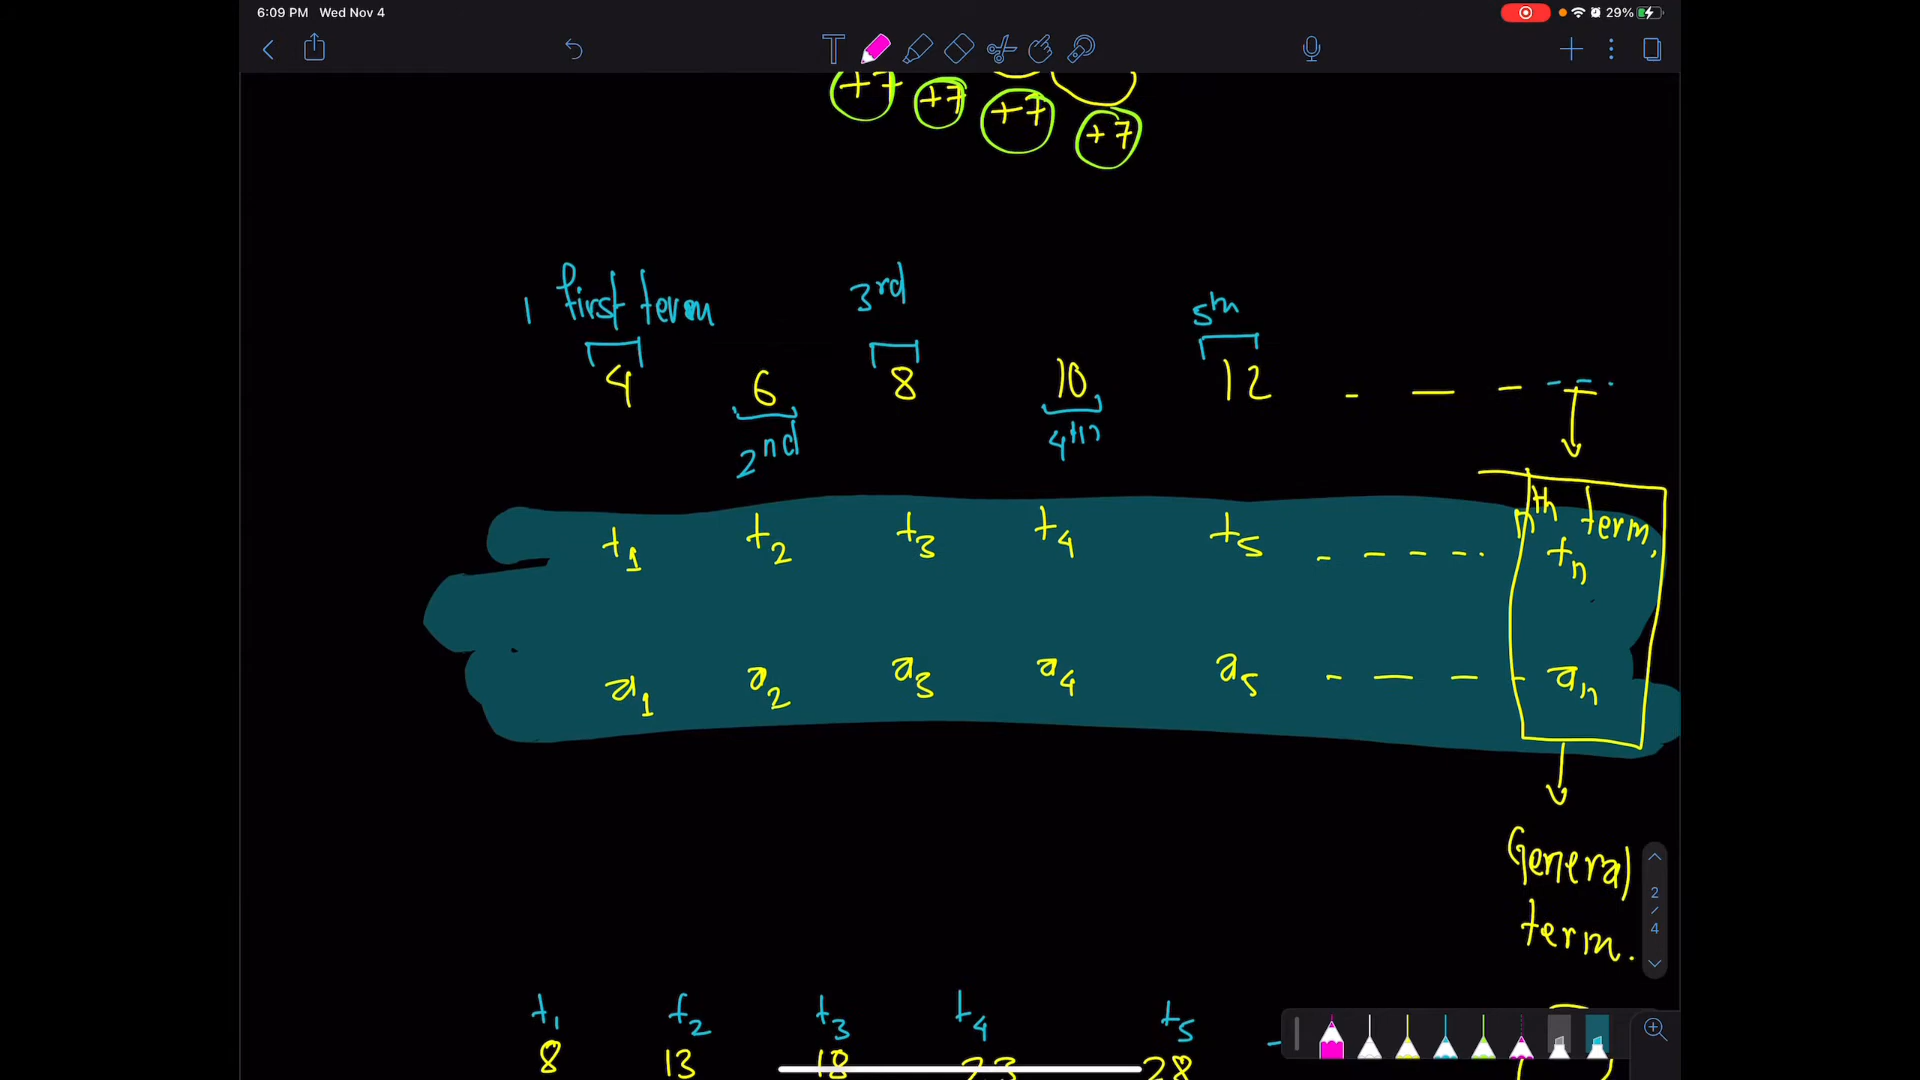 6:09 PM Wed Nov 4 29%
T
+7 +7 +7 +7
1 first term 3rd 5th
4 6 8 10 12 - - - - - -
2nd 4th
nth term.
t1 t2 t3 t4 t5 - - - - . tn
a1 a2 a3 a4 a5 - - - - an
General
term.
2
/
4
t1 t2 t3 t4 t5 -
8 13 18 23 28